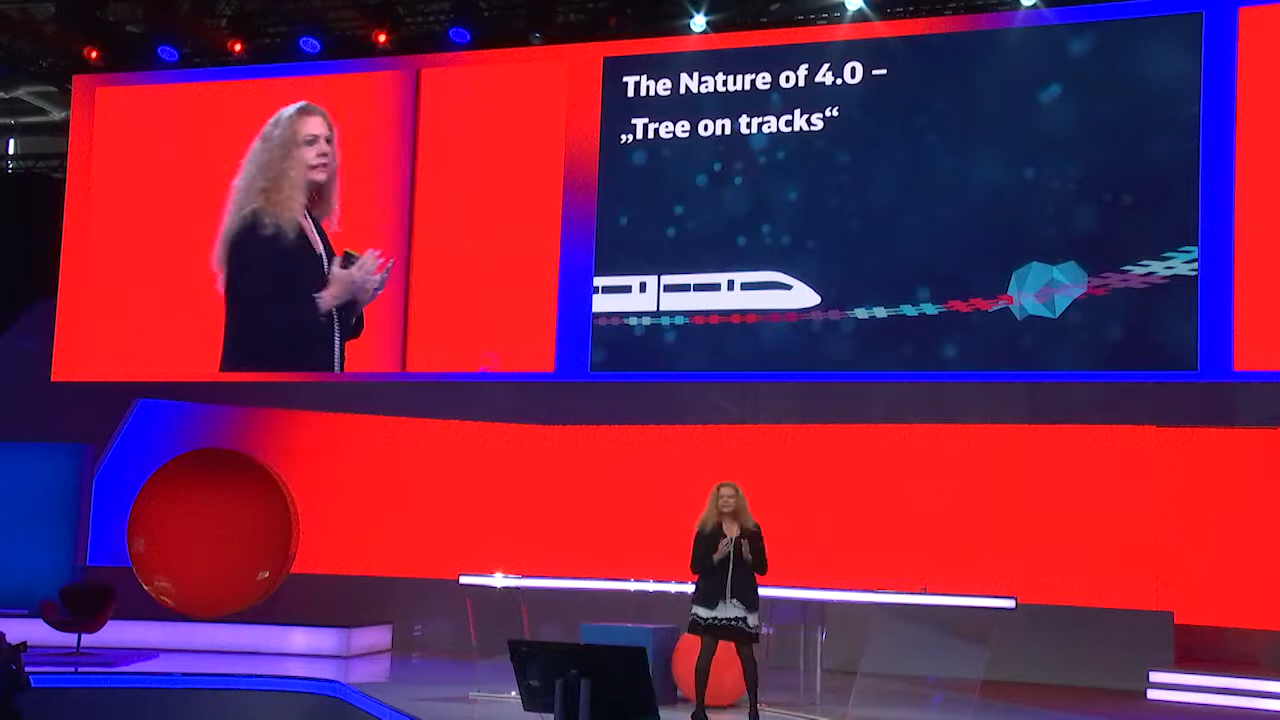 The Nature of 4.0 –
„Tree on tracks“